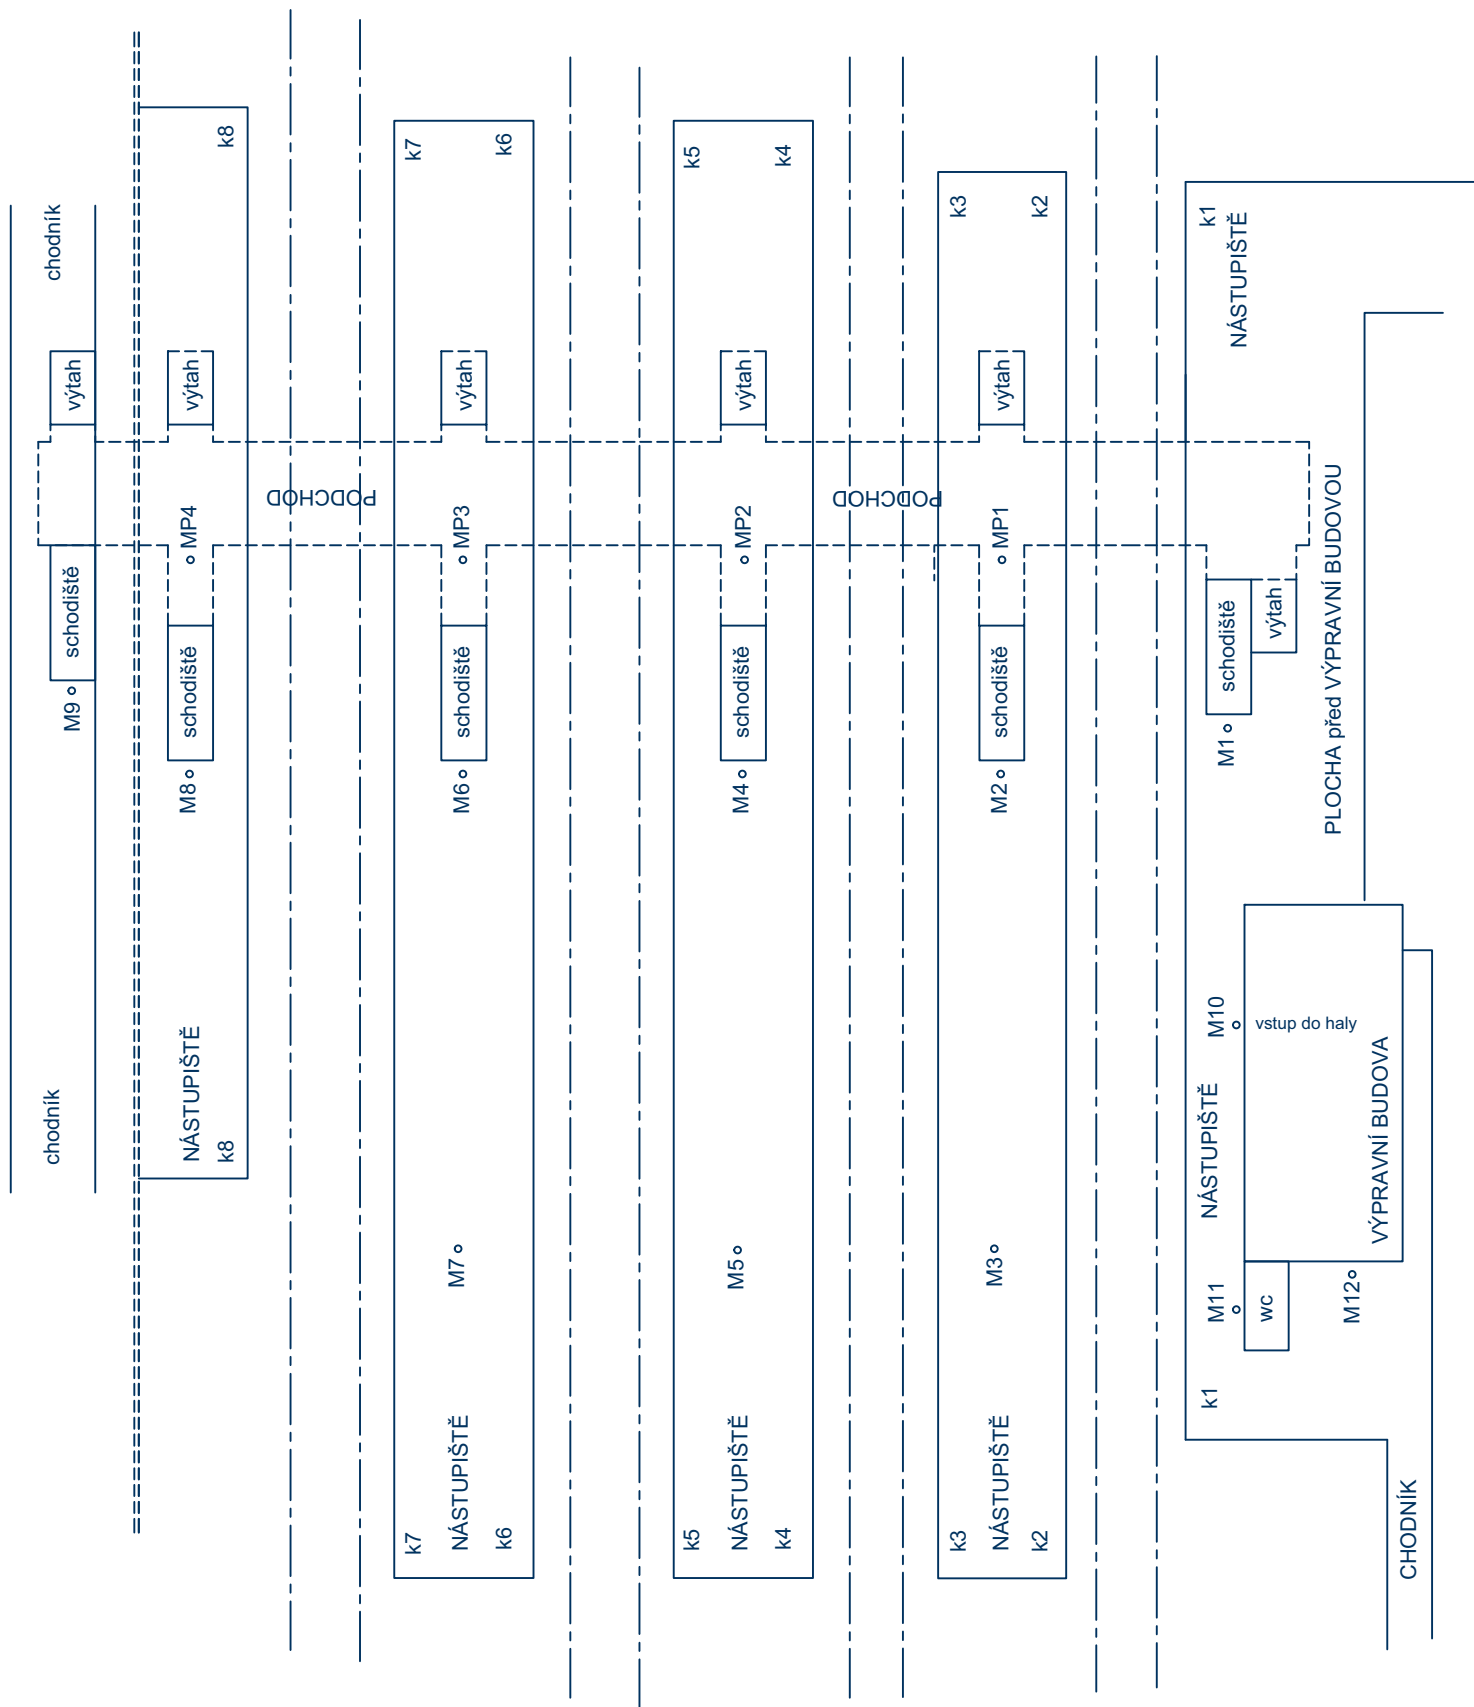 chodník
chodník
výtah
schodiště
M9
k8
výtah
MP4
schodiště
M8
NÁSTUPIŠTĚ
k8
PODCHOD
k7
k6
výtah
MP3
schodiště
M6
M7
NÁSTUPIŠTĚ
k7
k6
k5
k4
výtah
MP2
schodiště
M4
M5
NÁSTUPIŠTĚ
k5
k4
PODCHOD
k3
k2
výtah
MP1
schodiště
M2
M3
NÁSTUPIŠTĚ
k3
k2
k1
NÁSTUPIŠTĚ
schodiště
výtah
M1
PLOCHA před VÝPRAVNÍ BUDOVOU
M10
vstup do haly
NÁSTUPIŠTĚ
VÝPRAVNÍ BUDOVA
M11
wc
M12
k1
CHODNÍK